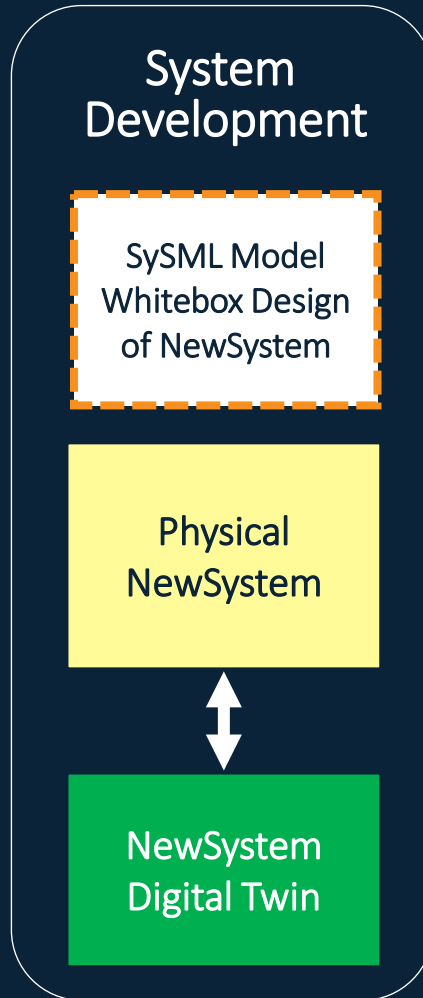 System
Development
SySML Model
Whitebox Design
of NewSystem
Physical
NewSystem
NewSystem
Digital Twin